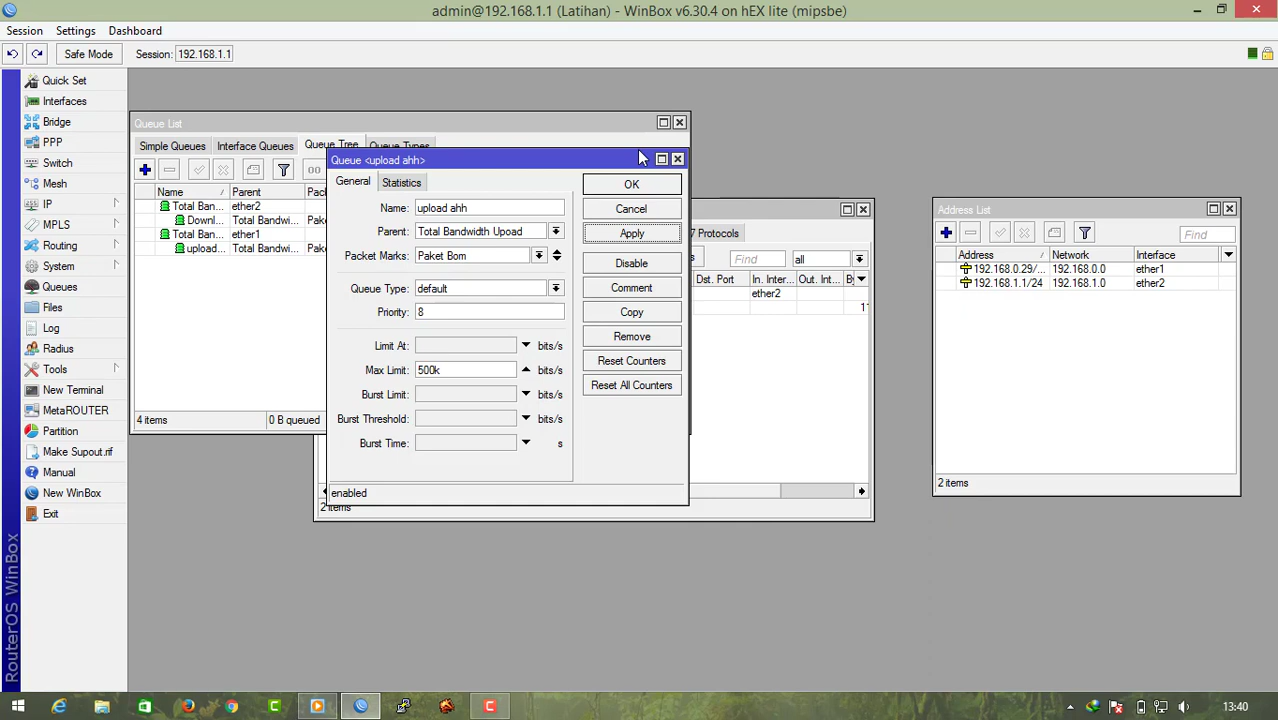 admin@192.168.1.1 (Latihan) - WinBox v6.30.4 on hEX lite (mipsbe)
Session Settings Dashboard
Safe Mode Session: 192.168.1.1
Quick Set
Interfaces
Bridge
PPP
Switch
Mesh
IP
MPLS
Routing
System
Queues
Files
Log
Radius
Tools
New Terminal
MetaROUTER
Partition
Make Supout.rif
Manual
New WinBox
Exit
RouterOS WinBox
Queue List
Simple Queues Interface Queues Queue Tree Queue Types
Name Parent
Total Ban... ether2
Downl... Total Bandwi...
Total Ban... ether1
upload... Total Bandwi...
4 items 0 B queued
Queue <upload ahh>
General Statistics
Name: upload ahh
Parent: Total Bandwidth Upoad
Packet Marks: Paket Bom
Queue Type: default
Priority: 8
Limit At: bits/s
Max Limit: 500k bits/s
Burst Limit: bits/s
Burst Threshold: bits/s
Burst Time: s
enabled
OK
Cancel
Apply
Disable
Comment
Copy
Remove
Reset Counters
Reset All Counters
7 Protocols
Find all
Dst. Port In. Inter... Out. Int...
ether2
2 items
Address List
Find
Address Network Interface
192.168.0.29/... 192.168.0.0 ether1
192.168.1.1/24 192.168.1.0 ether2
2 items
13:40